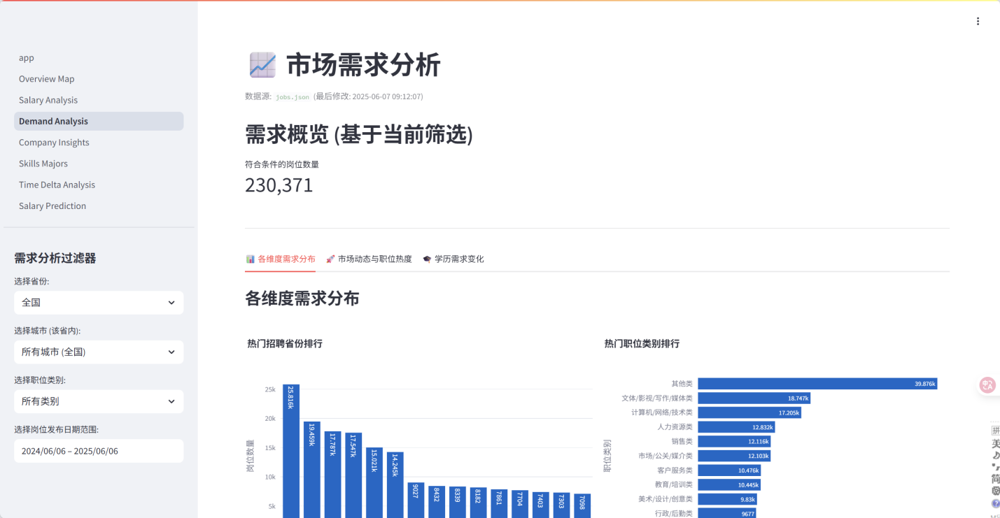 app
Overview Map
Salary Analysis
Demand Analysis
Company Insights
Skills Majors
Time Delta Analysis
Salary Prediction
需求分析过滤器
选择省份:
全国
选择城市 (该省内):
所有城市 (全国)
选择职位类别:
所有类别
选择岗位发布日期范围:
2024/06/06 – 2025/06/06
市场需求分析
数据源: jobs.json (最后修改: 2025-06-07 09:12:07)
需求概览 (基于当前筛选)
符合条件的岗位数量
230,371
各维度需求分布 市场动态与职位热度 学历需求变化
各维度需求分布
热门招聘省份排行
岗位数量
25k
20k
15k
10k
5k
25.816k
19.459k
17.787k
17.547k
15.021k
14.245k
9027
8432
8339
8182
7861
7704
7403
7303
7098
热门职位类别排行
职位类别
其他类 39.876k
文体/影视/写作/媒体类 18.747k
计算机/网络/技术类 17.205k
人力资源类 12.832k
销售类 12.116k
市场/公关/媒介类 12.103k
客户服务类 10.476k
教育/培训类 10.445k
美术/设计/创意类 9.83k
行政/后勤类 9677
拼
英
简